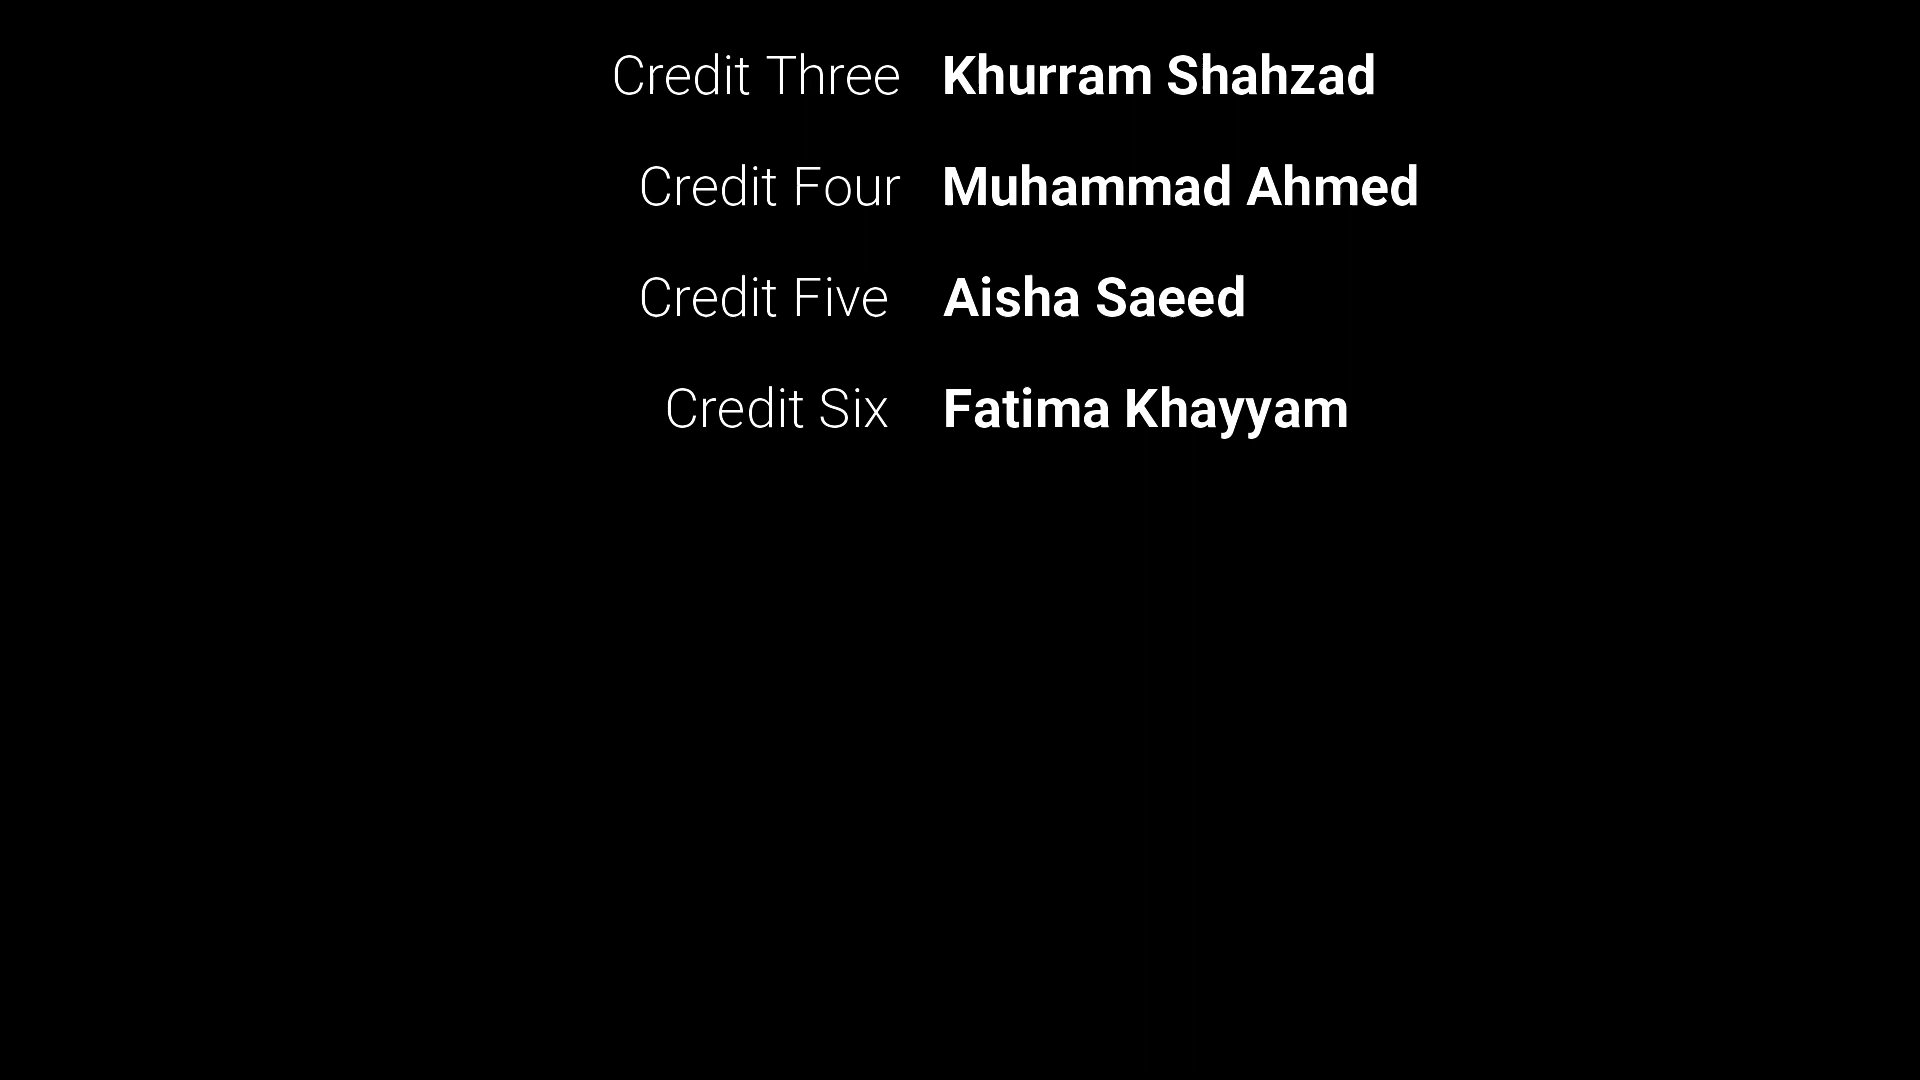 Credit Three Khurram Shahzad
Credit Four Muhammad Ahmed
Credit Five Aisha Saeed
Credit Six Fatima Khayyam